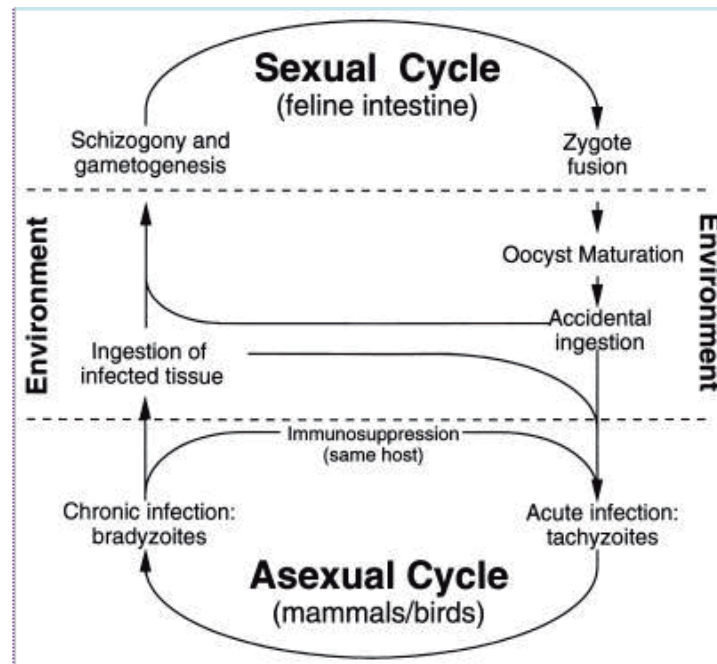 Sexual Cycle
(feline intestine)
Schizogony and
gametogenesis
Zygote
fusion
Environment
Environment
Oocyst Maturation
Accidental
ingestion
Ingestion of
infected tissue
Immunosuppression
(same host)
Chronic infection:
bradyzoites
Acute infection:
tachyzoites
Asexual Cycle
(mammals/birds)